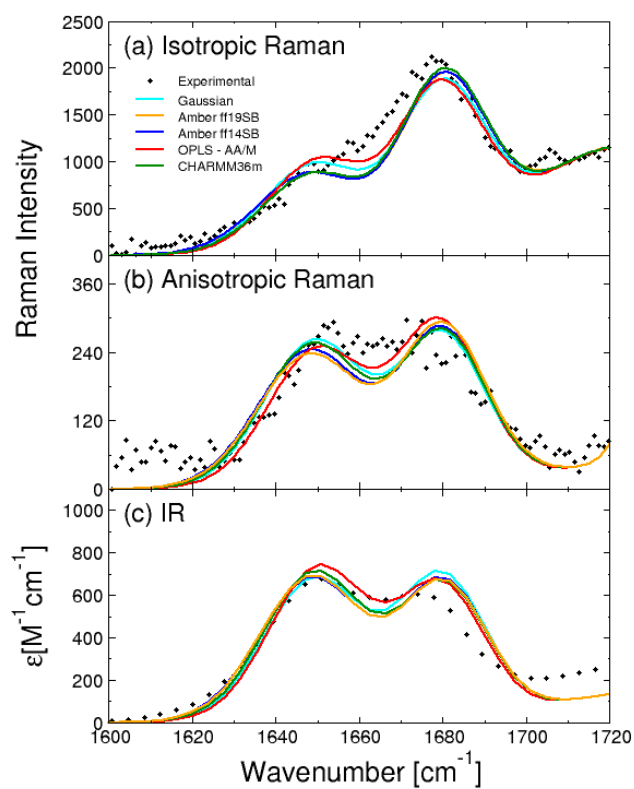 (a) Isotropic Raman
2500
2000
1500
1000
500
0
Experimental
Gaussian
Amber ff19SB
Amber ff14SB
OPLS - AA/M
CHARMM36m
Raman Intensity
(b) Anisotropic Raman
360
240
120
0
(c) IR
1000
800
600
400
200
0
ε[M⁻¹cm⁻¹]
1600 1620 1640 1660 1680 1700 1720
Wavenumber [cm⁻¹]